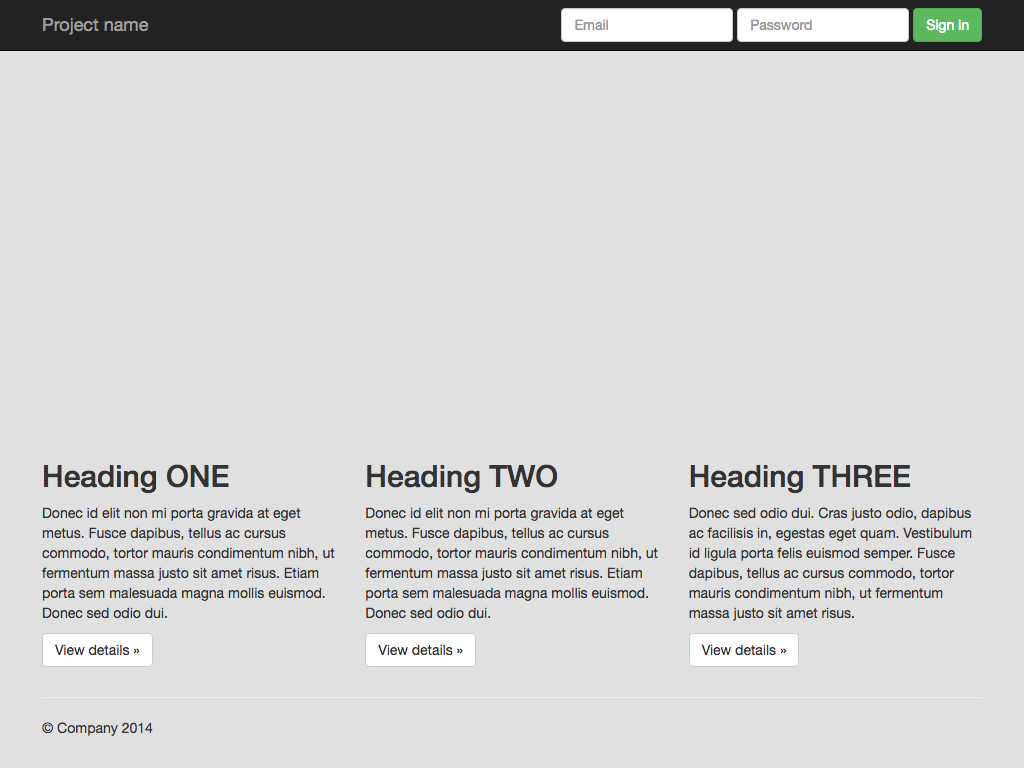 Project name
Email
Password
Sign in
Heading ONE
Donec id elit non mi porta gravida at eget
metus. Fusce dapibus, tellus ac cursus
commodo, tortor mauris condimentum nibh, ut
fermentum massa justo sit amet risus. Etiam
porta sem malesuada magna mollis euismod.
Donec sed odio dui.
View details »
Heading TWO
Donec id elit non mi porta gravida at eget
metus. Fusce dapibus, tellus ac cursus
commodo, tortor mauris condimentum nibh, ut
fermentum massa justo sit amet risus. Etiam
porta sem malesuada magna mollis euismod.
Donec sed odio dui.
View details »
Heading THREE
Donec sed odio dui. Cras justo odio, dapibus
ac facilisis in, egestas eget quam. Vestibulum
id ligula porta felis euismod semper. Fusce
dapibus, tellus ac cursus commodo, tortor
mauris condimentum nibh, ut fermentum
massa justo sit amet risus.
View details »
© Company 2014